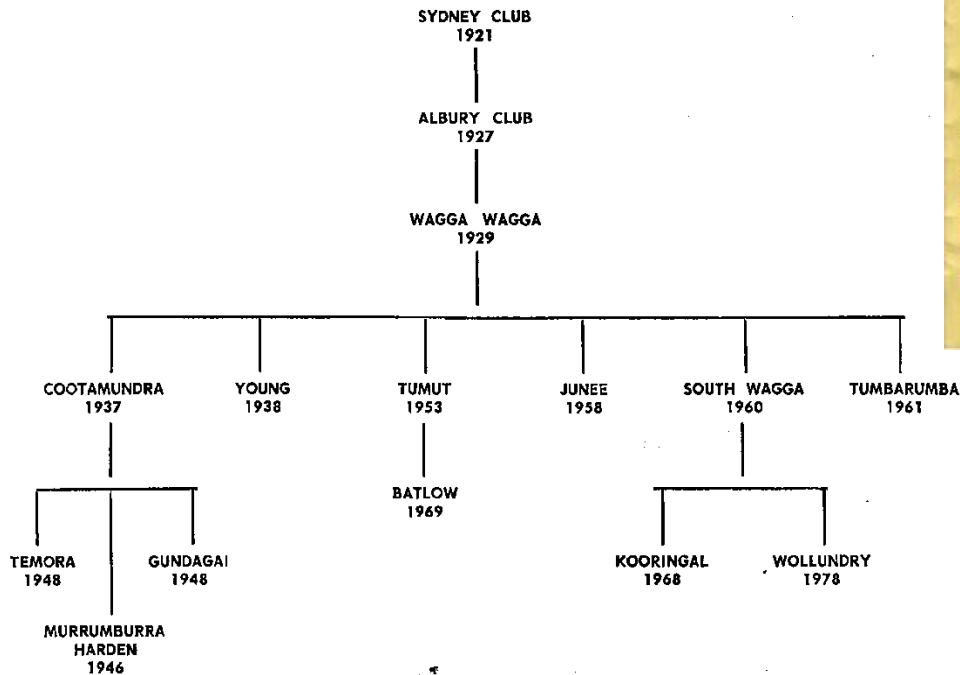 SYDNEY CLUB
1921
ALBURY CLUB
1927
WAGGA WAGGA
1929
COOTAMUNDRA
1937
YOUNG
1938
TUMUT
1953
JUNEE
1958
SOUTH WAGGA
1960
TUMBARUMBA
1961
TEMORA
1948
GUNDAGAI
1948
MURRUMBURRA
HARDEN
1946
BATLOW
1969
KOORINGAL
1968
WOLLUNDRY
1978